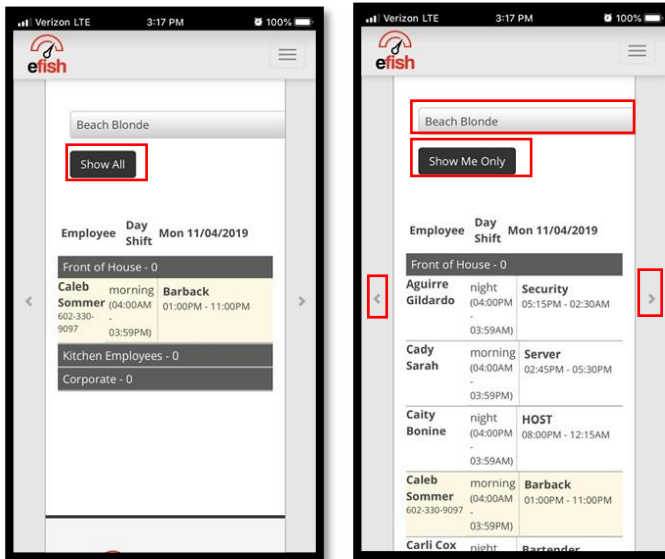 Verizon LTE 3:17 PM 100%
efish
Beach Blonde
Show All
Employee Day Shift Mon 11/04/2019
Front of House - 0
Caleb Sommer 602-330-9097 morning (04:00AM - 03:59PM) Barback 01:00PM - 11:00PM
Kitchen Employees - 0
Corporate - 0
Verizon LTE 3:17 PM 100%
efish
Beach Blonde
Show Me Only
Employee Day Shift Mon 11/04/2019
Front of House - 0
Aguirre Gildardo night (04:00PM - 03:59AM) Security 05:15PM - 02:30AM
Cady Sarah morning (04:00AM - 03:59PM) Server 02:45PM - 05:30PM
Caity Bonine night (04:00PM - 03:59AM) HOST 08:00PM - 12:15AM
Caleb Sommer 602-330-9097 morning (04:00AM - 03:59PM) Barback 01:00PM - 11:00PM
Carli Cox night Bartender